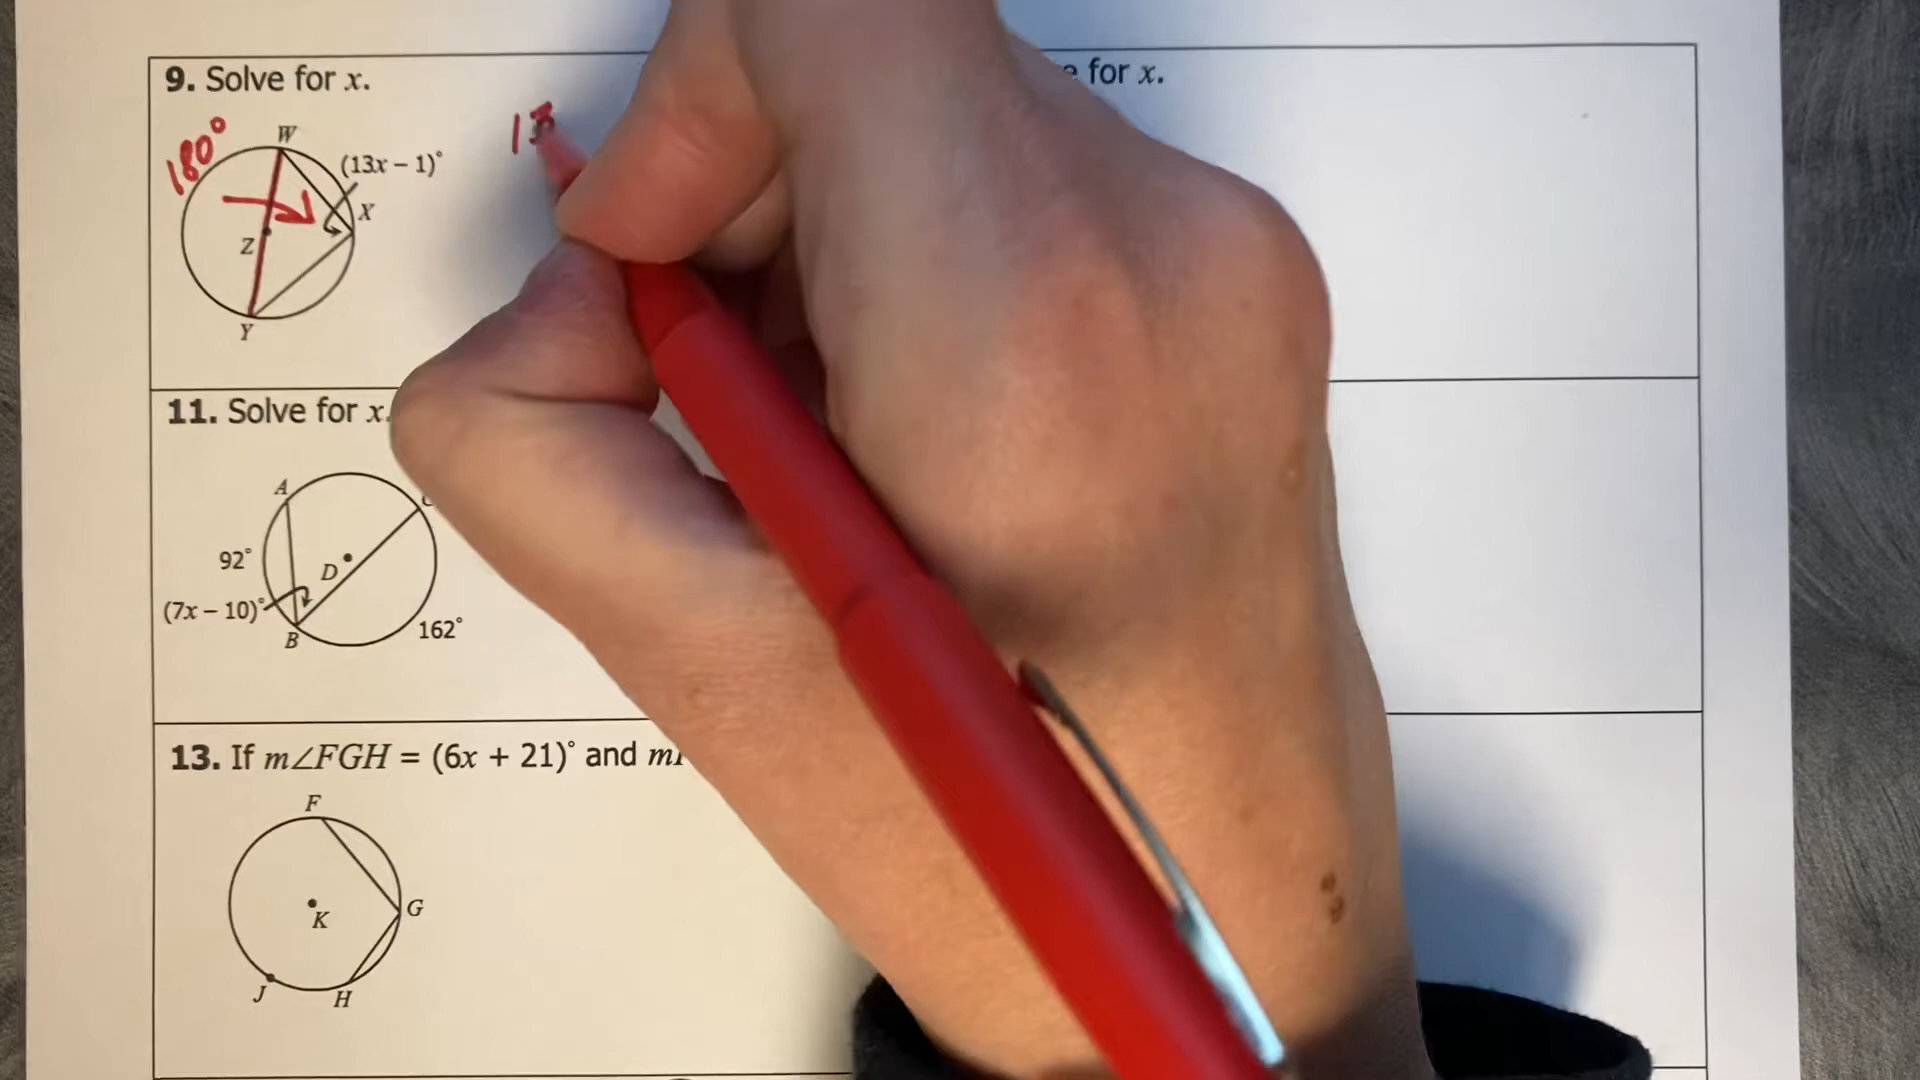 9. Solve for x.
180°
W
(13x – 1)°
X
Z
Y
13
for x.
11. Solve for x.
A
92°
D
(7x – 10)°
B
162°
13. If m∠FGH = (6x + 21)° and
F
K
G
J
H